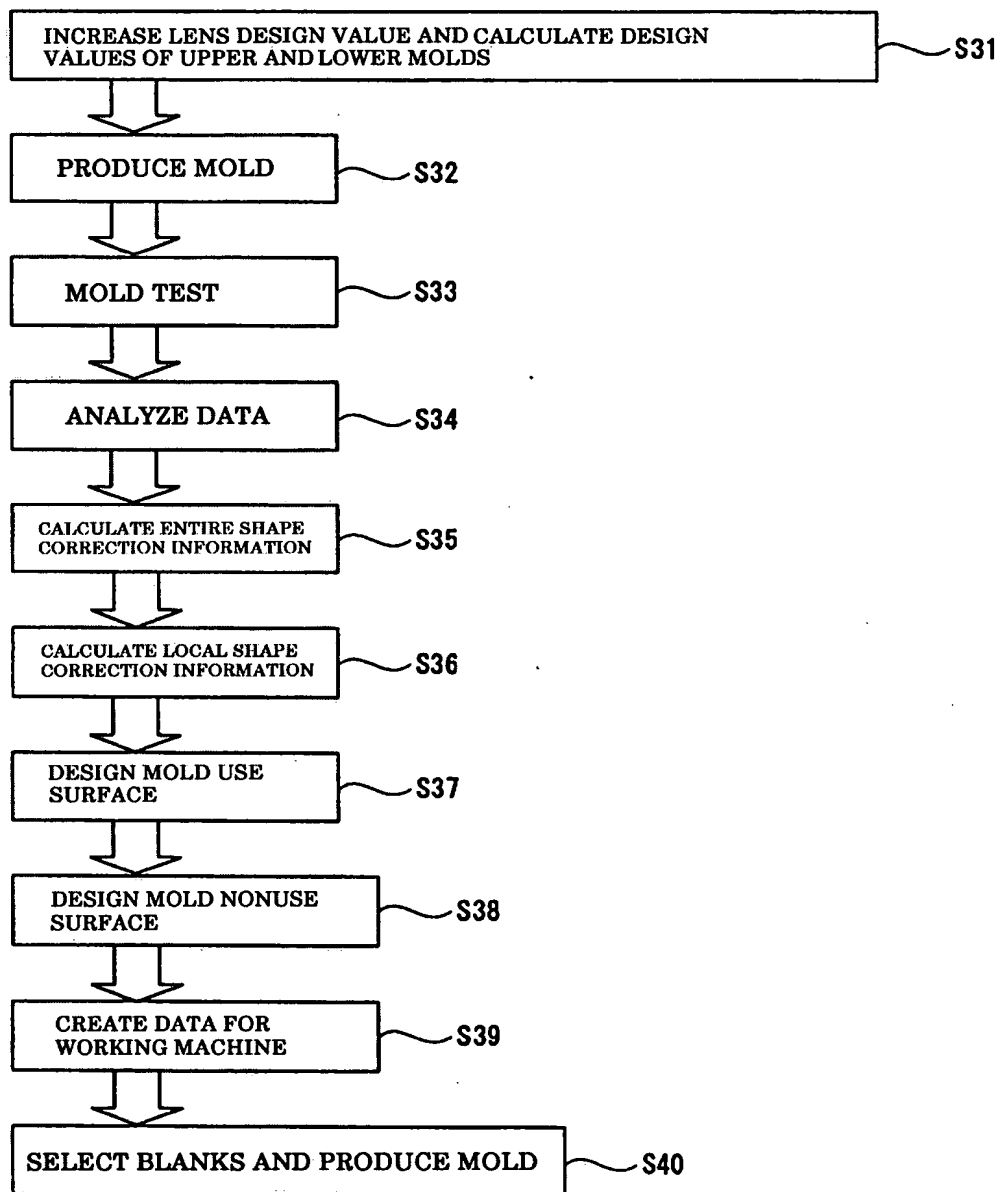 INCREASE LENS DESIGN VALUE AND CALCULATE DESIGN
VALUES OF UPPER AND LOWER MOLDS
S31
PRODUCE MOLD
S32
MOLD TEST
S33
ANALYZE DATA
S34
CALCULATE ENTIRE SHAPE
CORRECTION INFORMATION
S35
CALCULATE LOCAL SHAPE
CORRECTION INFORMATION
S36
DESIGN MOLD USE
SURFACE
S37
DESIGN MOLD NONUSE
SURFACE
S38
CREATE DATA FOR
WORKING MACHINE
S39
SELECT BLANKS AND PRODUCE MOLD
S40